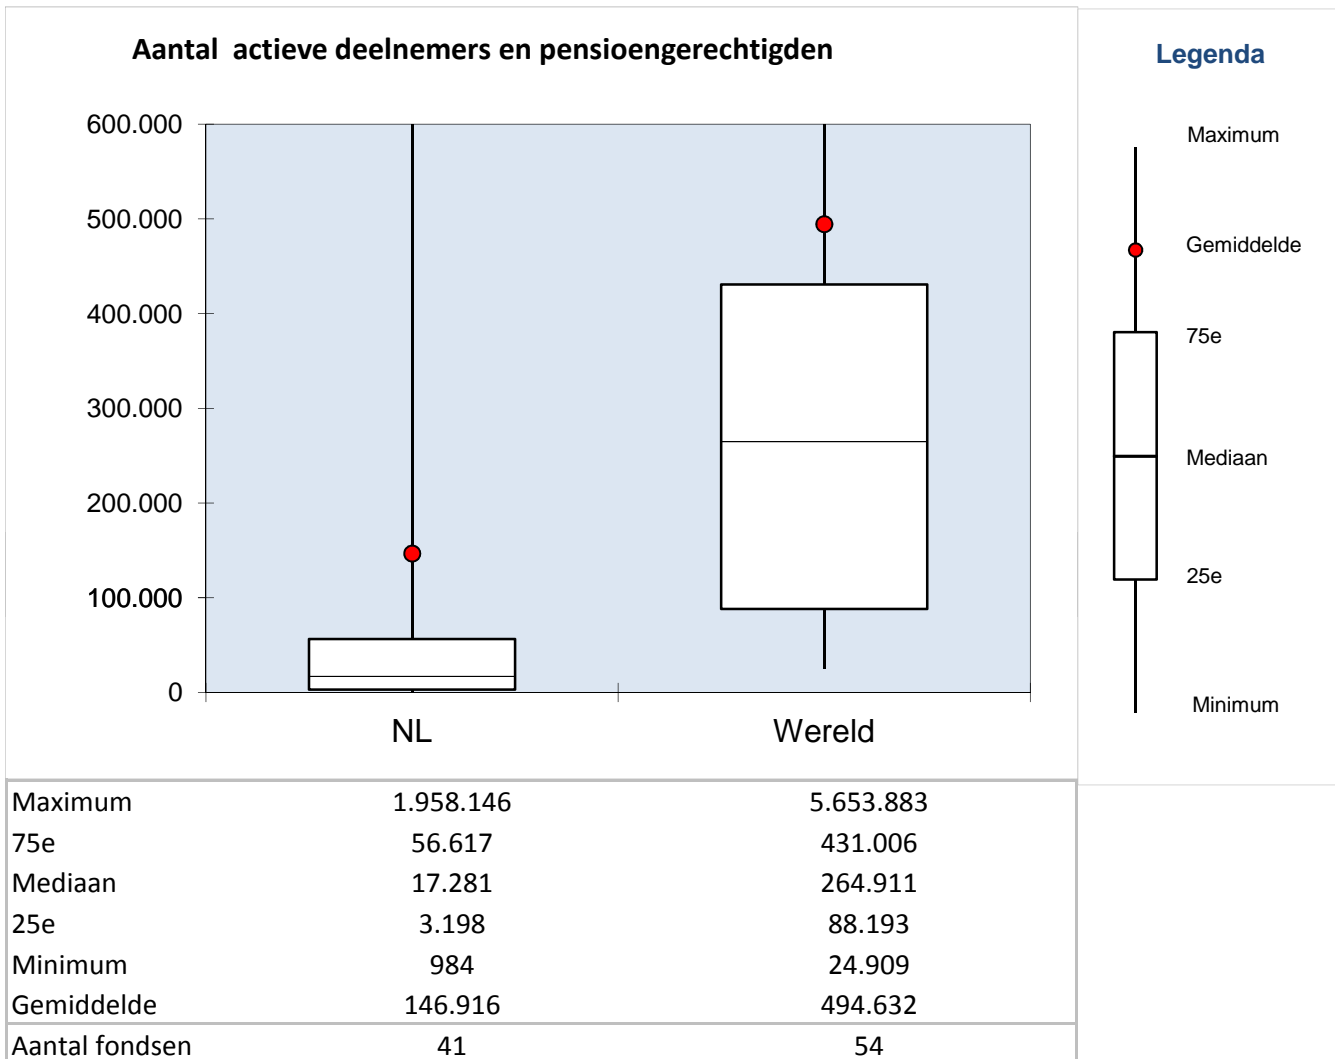 Aantal  actieve deelnemers en pensioengerechtigden
600.000
500.000
400.000
300.000
200.000
100.000
0
NL Wereld
Legenda
Maximum
Gemiddelde
75e
Mediaan
25e
Minimum
Maximum 1.958.146 5.653.883
75e 56.617 431.006
Mediaan 17.281 264.911
25e 3.198 88.193
Minimum 984 24.909
Gemiddelde 146.916 494.632
Aantal fondsen 41 54